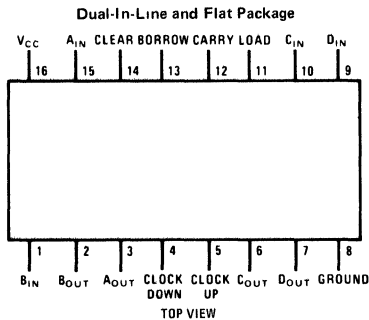 Dual-In-Line and Flat Package
VCC AIN CLEAR BORROW CARRY LOAD CIN DIN
16 15 14 13 12 11 10 9
1 2 3 4 5 6 7 8
BIN BOUT AOUT CLOCK DOWN CLOCK UP COUT DOUT GROUND
TOP VIEW